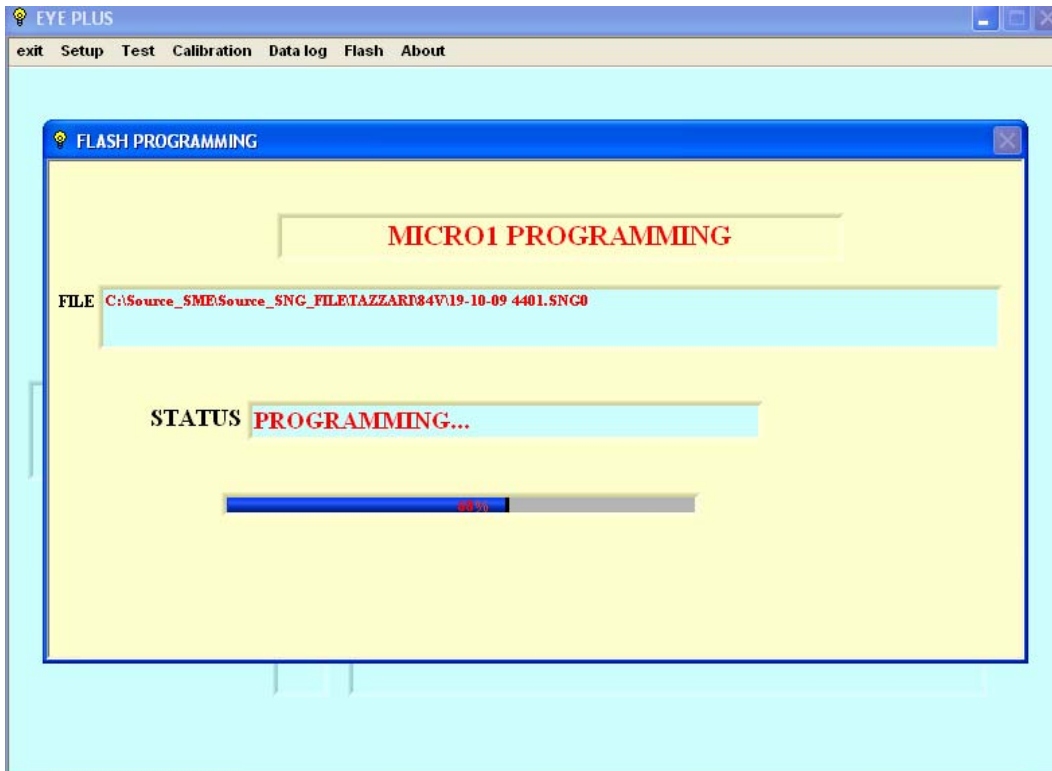 EYE PLUS
exit Setup Test Calibration Data log Flash About
FLASH PROGRAMMING
MICRO1 PROGRAMMING
FILE C:\Source_SME\Source_SNG_FILE\TAZZARI\84V\19-10-09 4401.SNG0
STATUS PROGRAMMING...